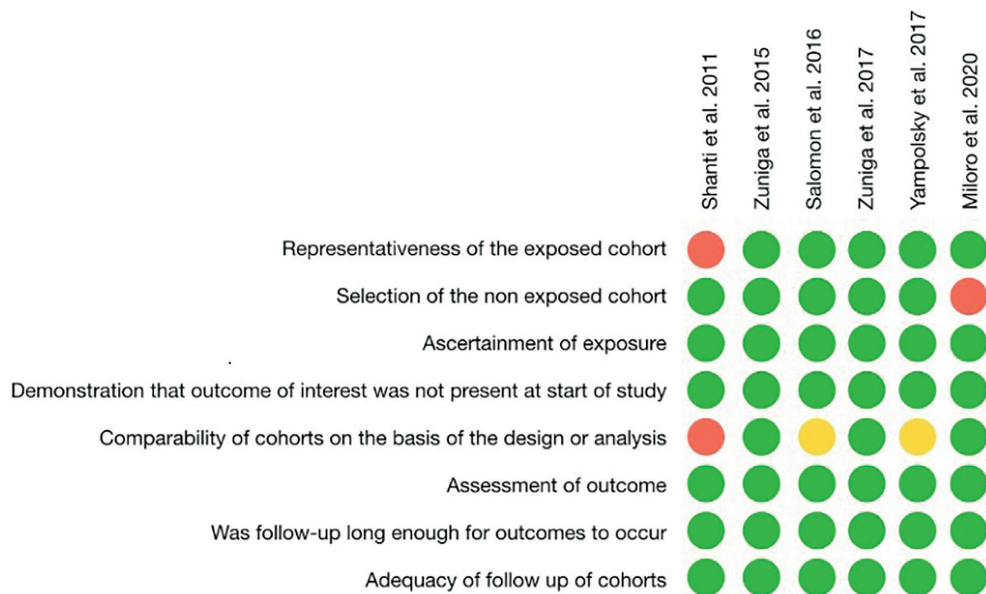 Shanti et al. 2011
Zuniga et al. 2015
Salomon et al. 2016
Zuniga et al. 2017
Yampolsky et al. 2017
Miloro et al. 2020
Representativeness of the exposed cohort
Selection of the non exposed cohort
Ascertainment of exposure
Demonstration that outcome of interest was not present at start of study
Comparability of cohorts on the basis of the design or analysis
Assessment of outcome
Was follow-up long enough for outcomes to occur
Adequacy of follow up of cohorts